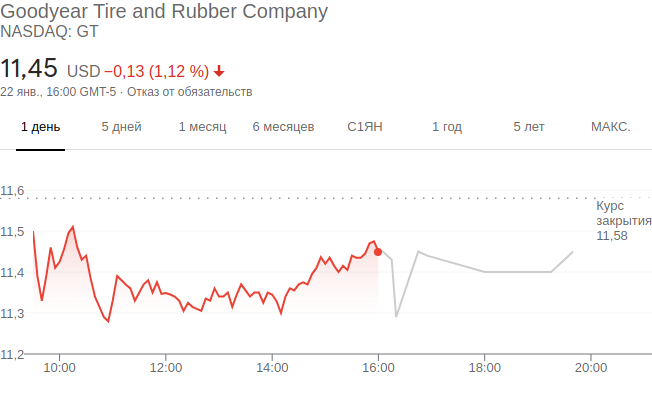 Goodyear Tire and Rubber Company
NASDAQ: GT
11,45 USD −0,13 (1,12 %)
22 янв., 16:00 GMT-5 · Отказ от обязательств
1 день 5 дней 1 месяц 6 месяцев С1ЯН 1 год 5 лет МАКС.
11,6
Курс
закрытия
11,58
11,5
11,4
11,3
11,2
10:00 12:00 14:00 16:00 18:00 20:00